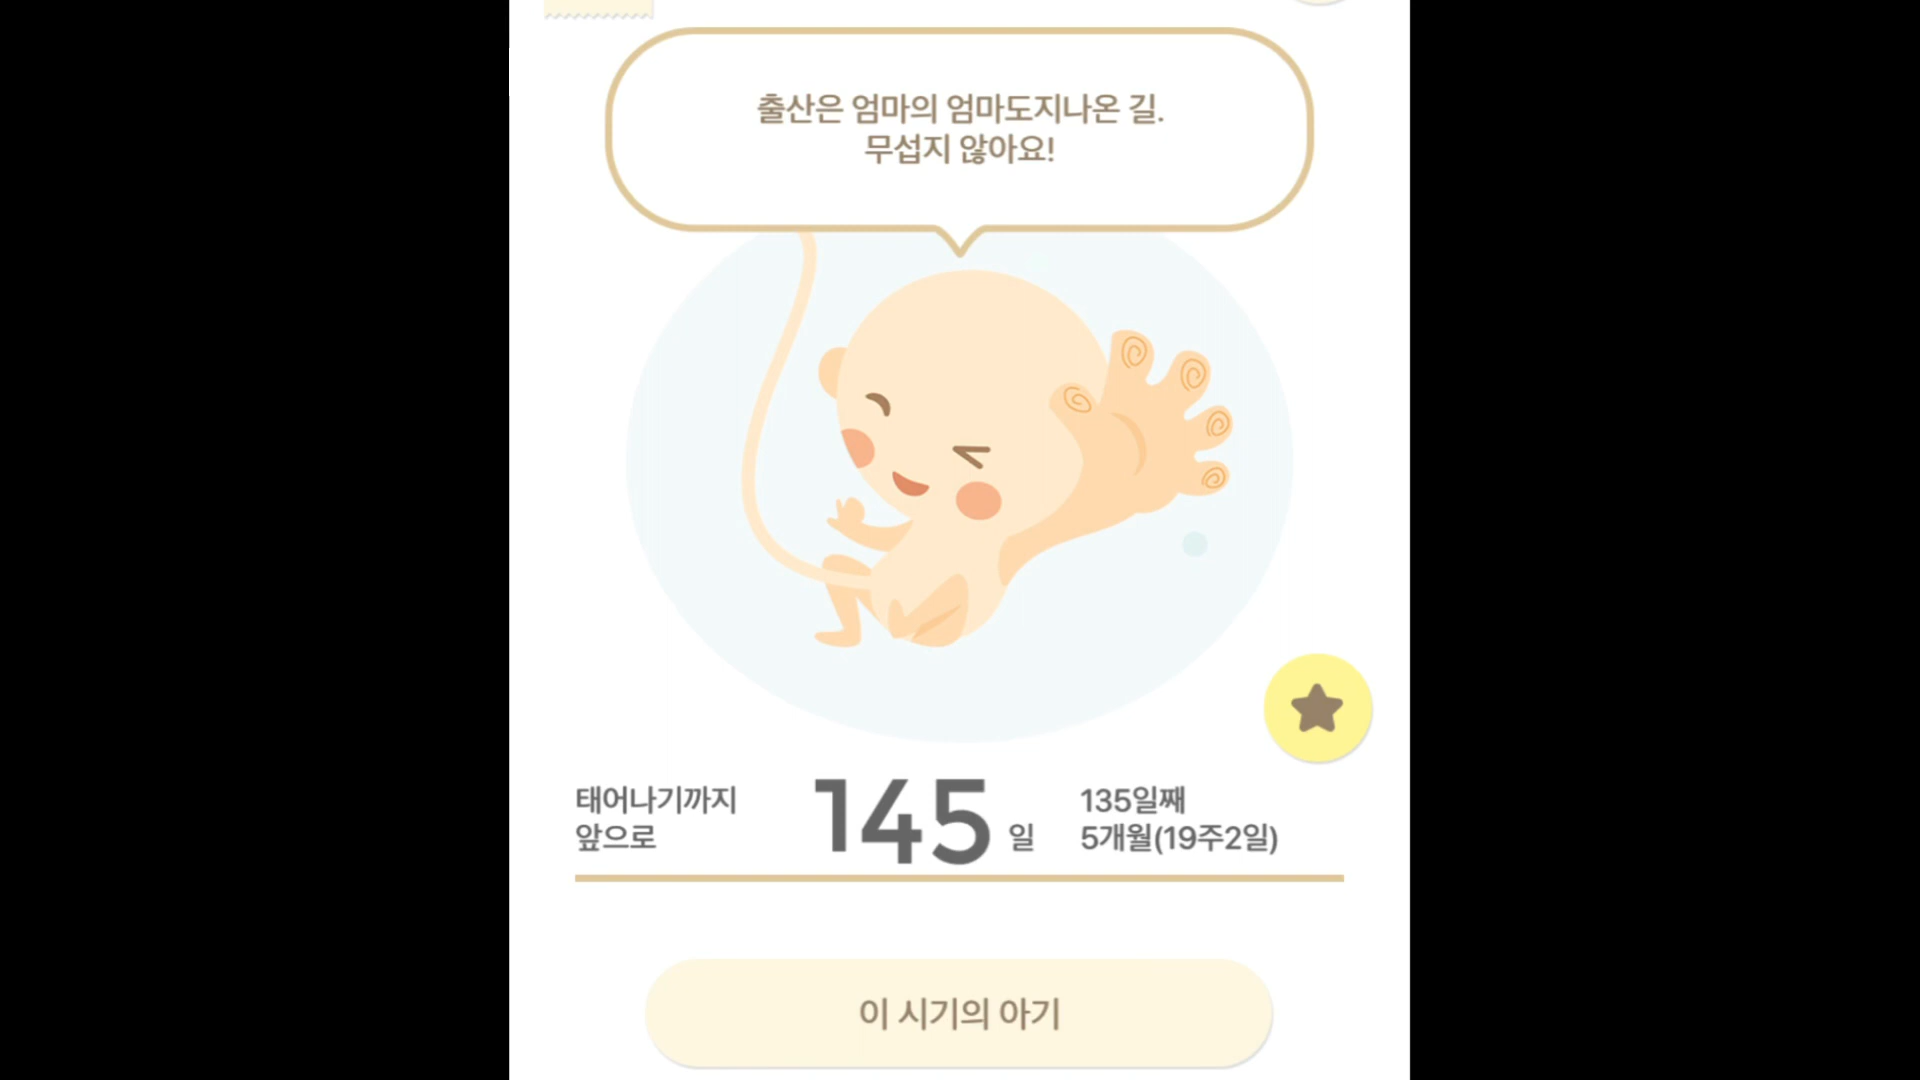 출산은 엄마의 엄마도지나온 길.
무섭지 않아요!
태어나기까지
앞으로
145 일
135일째
5개월(19주2일)
이 시기의 아기